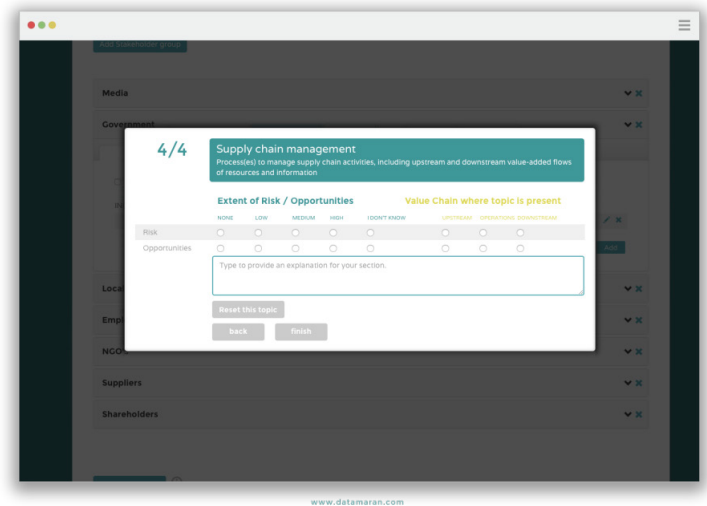 Add Stakeholder group
Media
Government
4/4
Supply chain management
Process(es) to manage supply chain activities, including upstream and downstream value-added flows
of resources and information
Extent of Risk / Opportunities
Value Chain where topic is present
NONE LOW MEDIUM HIGH I DON'T KNOW UPSTREAM OPERATIONS DOWNSTREAM
Risk
Opportunities
Type to provide an explanation for your section.
Add
Reset this topic
back finish
NGO's
Suppliers
Shareholders
www.datamaran.com